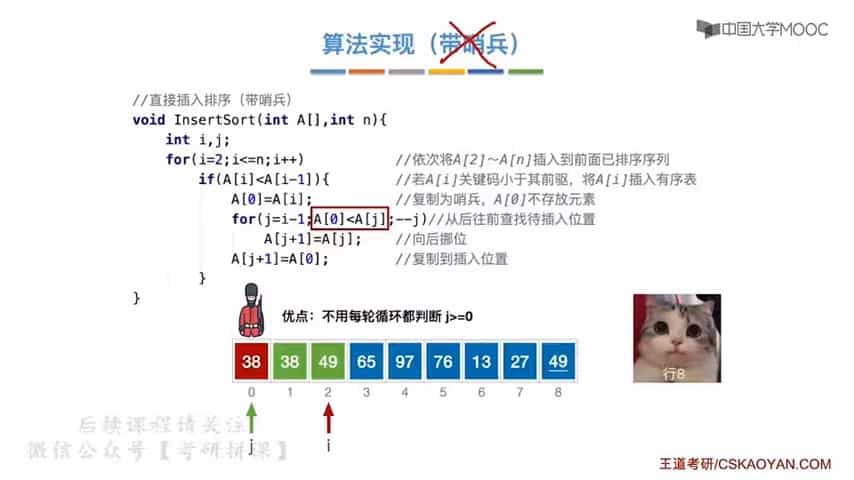 算法实现（带哨兵）
中国大学MOOC
//直接插入排序（带哨兵）
void InsertSort(int A[],int n){
int i,j;
for(i=2;i<=n;i++) //依次将A[2]～A[n]插入到前面已排序序列
if(A[i]<A[i-1]){ //若A[i]关键码小于其前驱，将A[i]插入有序表
A[0]=A[i]; //复制为哨兵，A[0]不存放元素
for(j=i-1;A[0]<A[j];--j)//从后往前查找待插入位置
A[j+1]=A[j]; //向后挪位
A[j+1]=A[0]; //复制到插入位置
}
}
优点：不用每轮循环都判断 j>=0
38 38 49 65 97 76 13 27 49
0 1 2 3 4 5 6 7 8
行8
j i
后续课程请关注
微信公众号【考研拼课】
王道考研/CSKAOYAN.COM